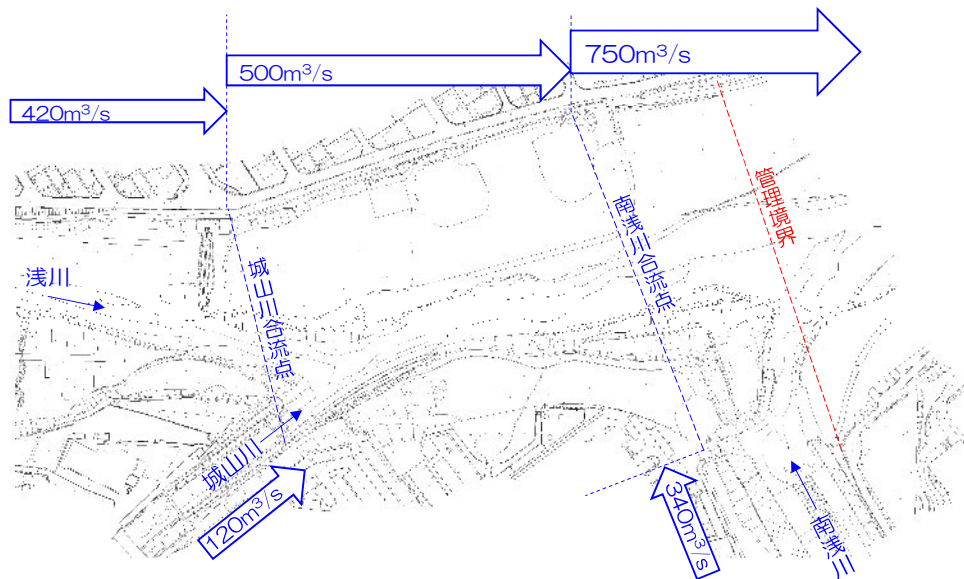 750m³/s
500m³/s
420m³/s
管理境界
南浅川合流点
浅川
城山川合流点
城山川
120m³/s
340m³/s
南浅川